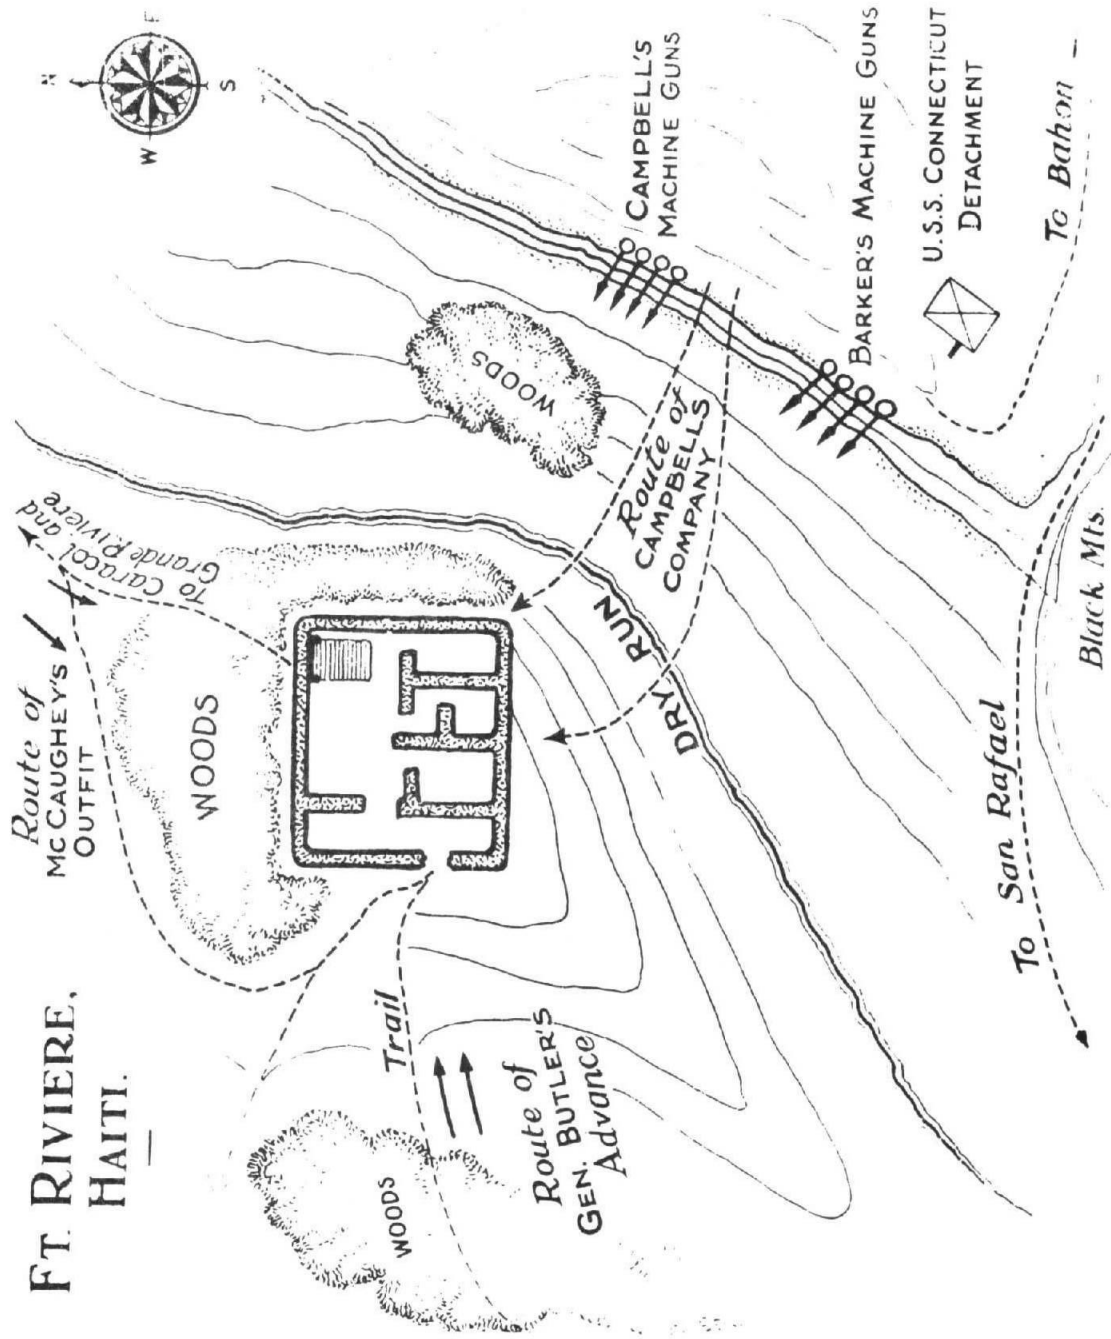 FT. RIVIERE,
HAITI.
Route of
MCCAUGHEY'S
OUTFIT
To Caracol and
Grande Riviere
N
E
S
W
WOODS
WOODS
WOODS
Trail
Route of
GEN. BUTLER'S
Advance
DRY RUN
Route of
CAMPBELLS
COMPANY
CAMPBELL'S
MACHINE GUNS
BARKER'S MACHINE GUNS
U.S.S. CONNECTICUT
DETACHMENT
To Bahon
To San Rafael
Black Mts.